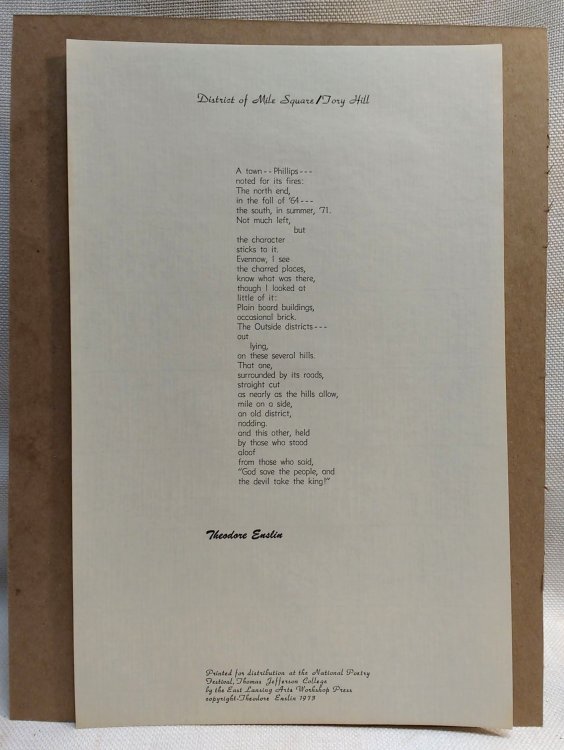 District of Mile Square/Tory Hill
A town -- Phillips ---
noted for its fires:
The north end,
in the fall of '64 ---
the south, in summer, '71.
Not much left,
but
the character
sticks to it.
Evennow, I see
the charred places,
know what was there,
though I looked at
little of it:
Plain board buildings,
occasional brick.
The Outside districts ---
out
lying,
on these several hills.
That one,
surrounded by its roads,
straight cut
as nearly as the hills allow,
mile on a side,
an old district,
nodding.
and this other, held
by those who stood
aloof
from those who said,
"God save the people, and
the devil take the king!"
Theodore Enslin
Printed for distribution at the National Poetry
Festival, Thomas Jefferson College
by the East Lansing Arts Workshop Press
copyright-Theodore Enslin 1973